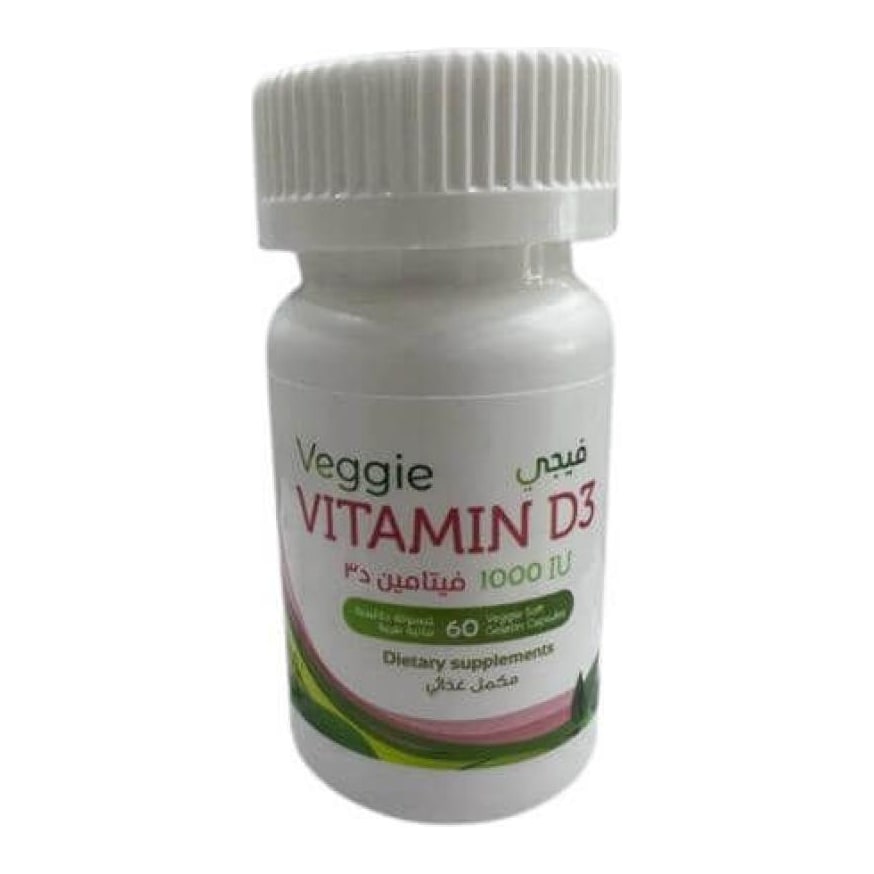 Veggie فيجي
VITAMIN D3
فيتامين د٣ 1000 IU
60 Veggie Soft
Gelatin Capsules
Dietary supplements
مكمل غذائي